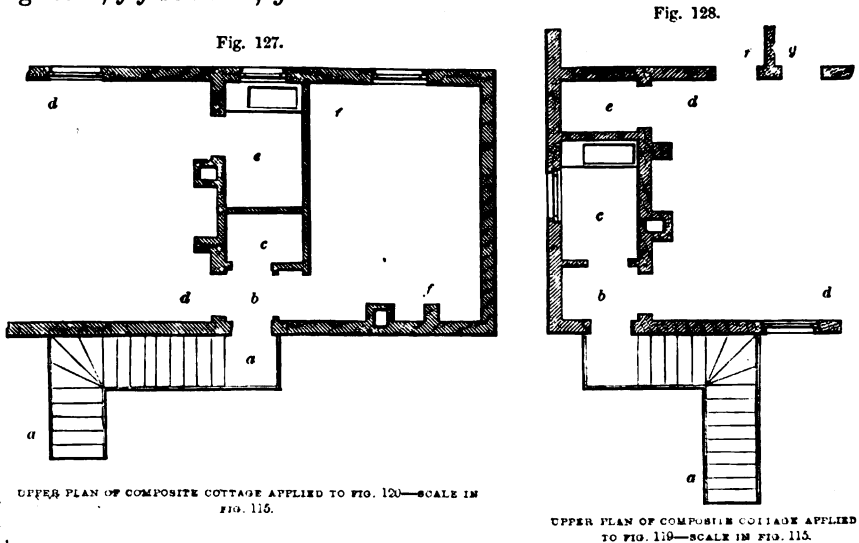 Fig. 127.
d
r
e
c
d
b
f
a
a
UPPER PLAN OF COMPOSITE COTTAGE APPLIED TO FIG. 120—SCALE IN
FIG. 115.
Fig. 128.
r
g
e
d
c
b
d
a
UPPER PLAN OF COMPOSITE COTTAGE APPLIED
TO FIG. 119—SCALE IN FIG. 115.